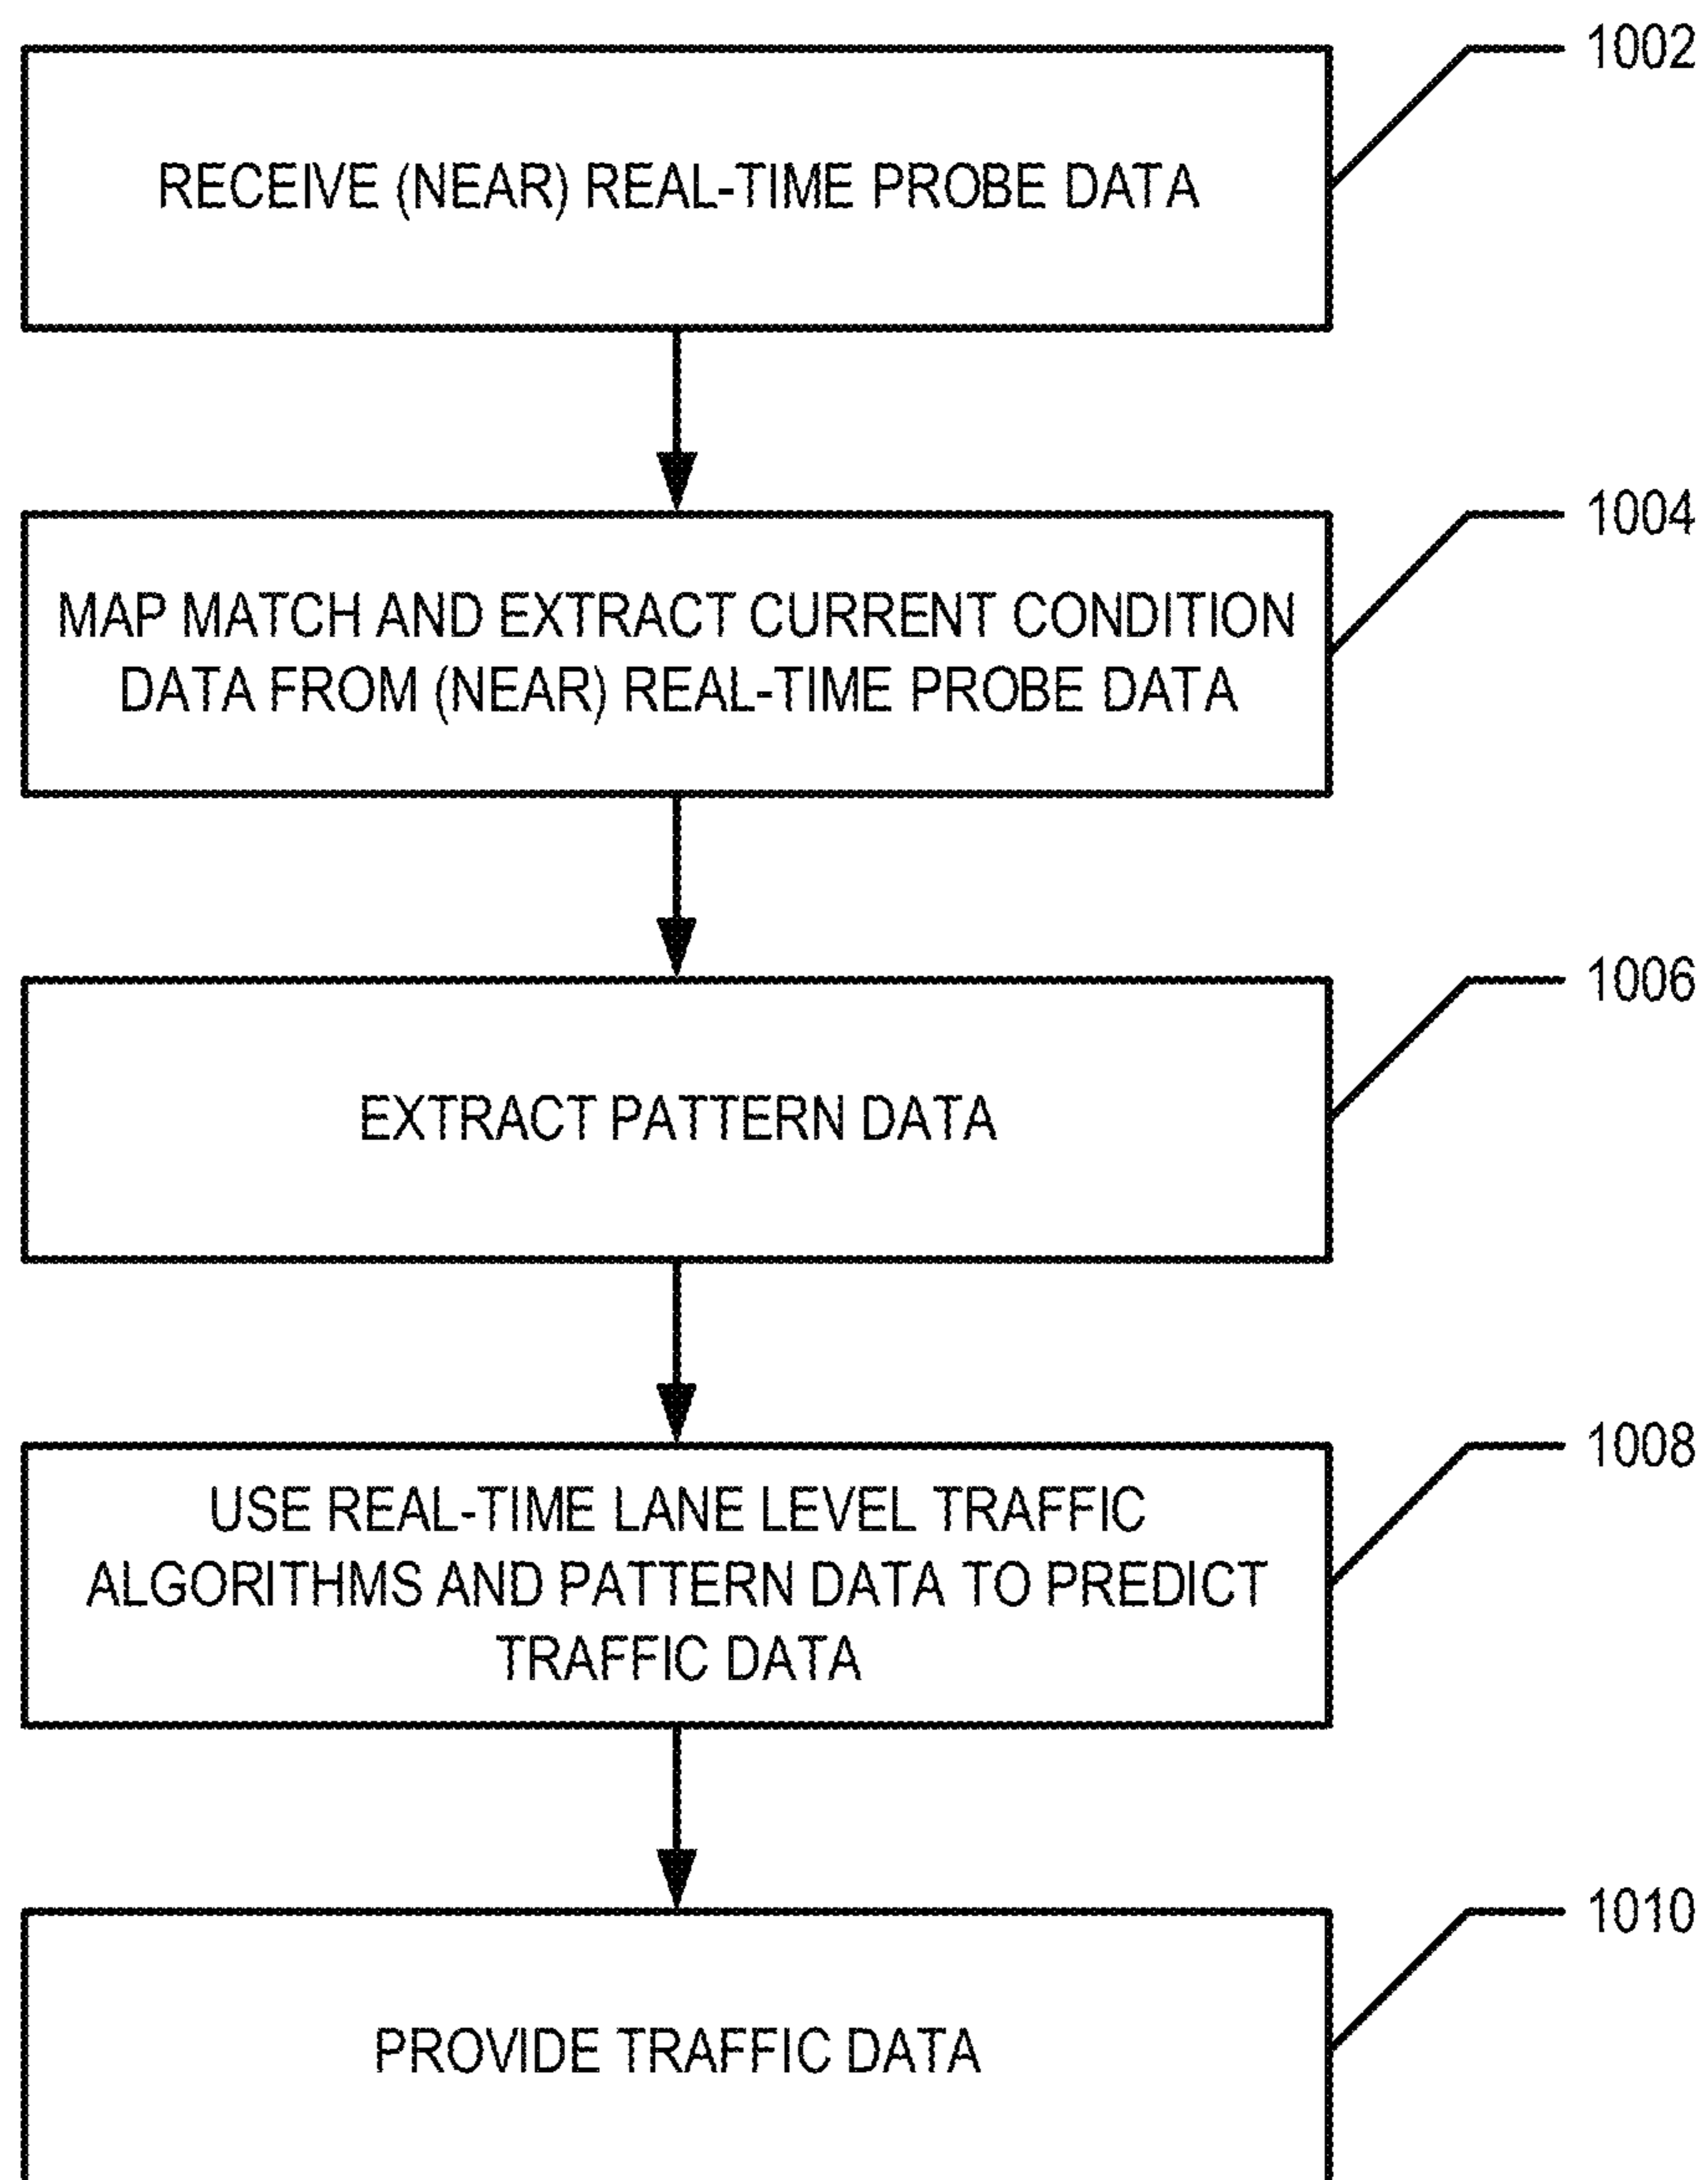 1002
RECEIVE (NEAR) REAL-TIME PROBE DATA
1004
MAP MATCH AND EXTRACT CURRENT CONDITION
DATA FROM (NEAR) REAL-TIME PROBE DATA
1006
EXTRACT PATTERN DATA
1008
USE REAL-TIME LANE LEVEL TRAFFIC
ALGORITHMS AND PATTERN DATA TO PREDICT
TRAFFIC DATA
1010
PROVIDE TRAFFIC DATA